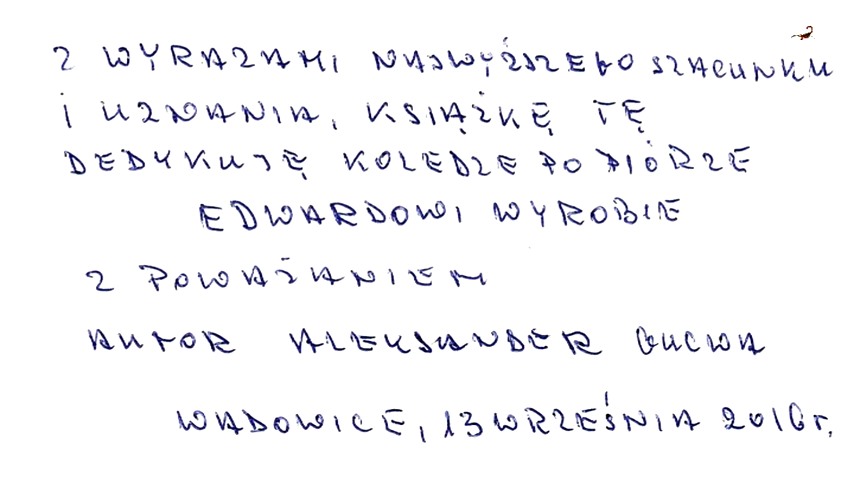 Z WYRAZAMI NAJWYŻSZEGO SZACUNKU
I UZNANIA, KSIĄŻKĘ TĘ
DEDYKUJĘ KOLEDZE PO PIÓRZE
EDWARDOWI WYROBIE
Z POWAŻANIEM
AUTOR ALEKSANDER GUCWA
WADOWICE, 13 WRZEŚNIA 2016 r.